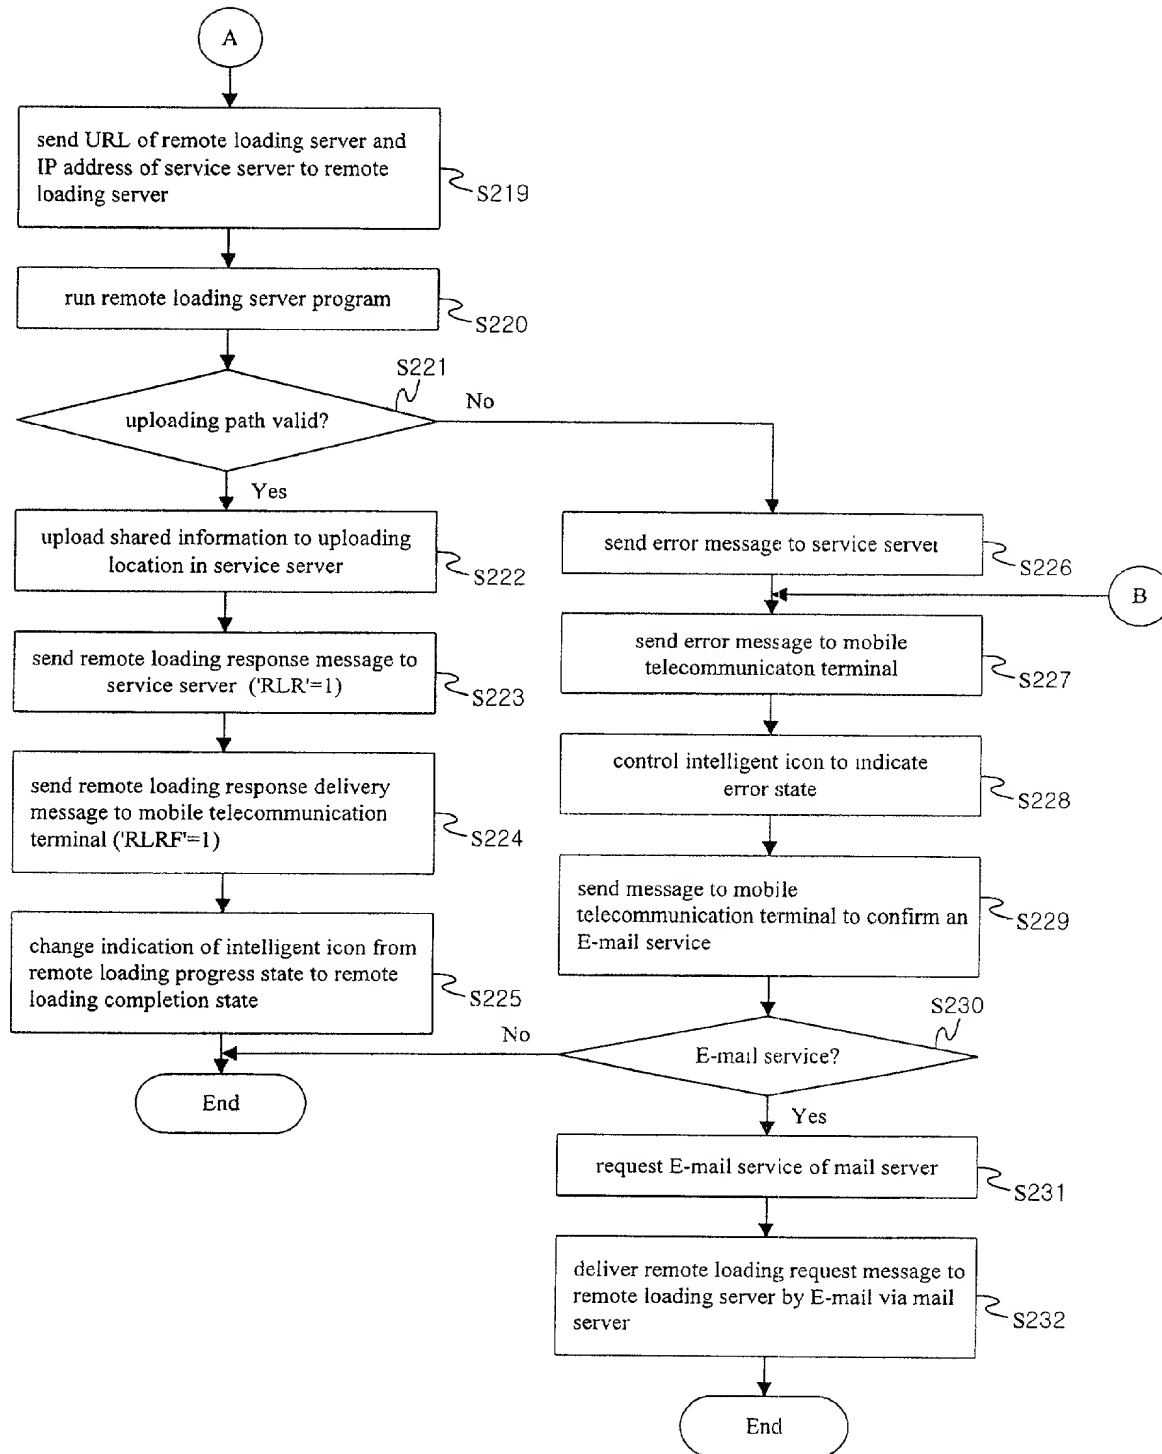 A
send URL of remote loading server and
IP address of service server to remote
loading server
S219
run remote loading server program
S220
S221
uploading path valid?
No
Yes
upload shared information to uploading
location in service server
S222
send error message to service server
S226
B
send remote loading response message to
service server ('RLR'=1)
S223
send error message to mobile
telecommunicaton terminal
S227
send remote loading response delivery
message to mobile telecommunication
terminal ('RLRF'=1)
S224
control intelligent icon to indicate
error state
S228
send message to mobile
telecommunication terminal to confirm an
E-mail service
S229
change indication of intelligent icon from
remote loading progress state to remote
loading completion state
S225
S230
E-mail service?
No
End
Yes
request E-mail service of mail server
S231
deliver remote loading request message to
remote loading server by E-mail via mail
server
S232
End